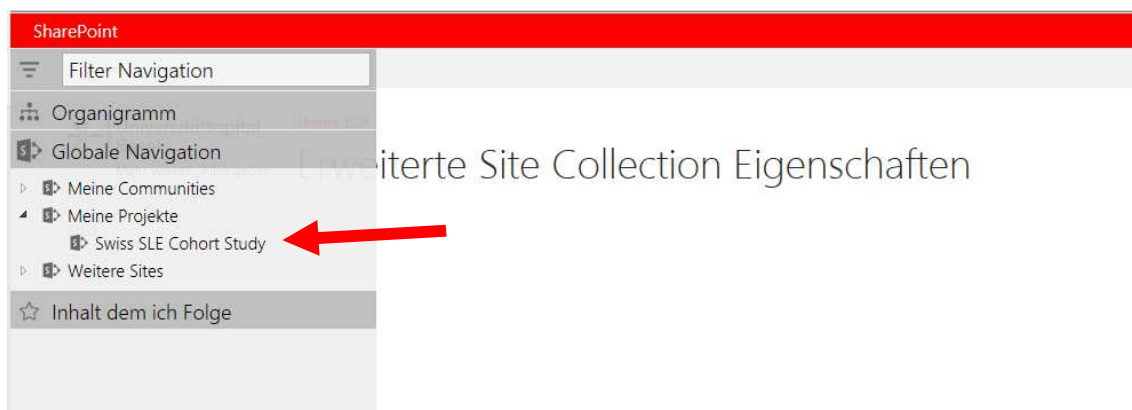 SharePoint
Filter Navigation
Organigramm
Globale Navigation
Erweiterte Site Collection Eigenschaften
Meine Communities
Meine Projekte
Swiss SLE Cohort Study
Weitere Sites
Inhalt dem ich Folge